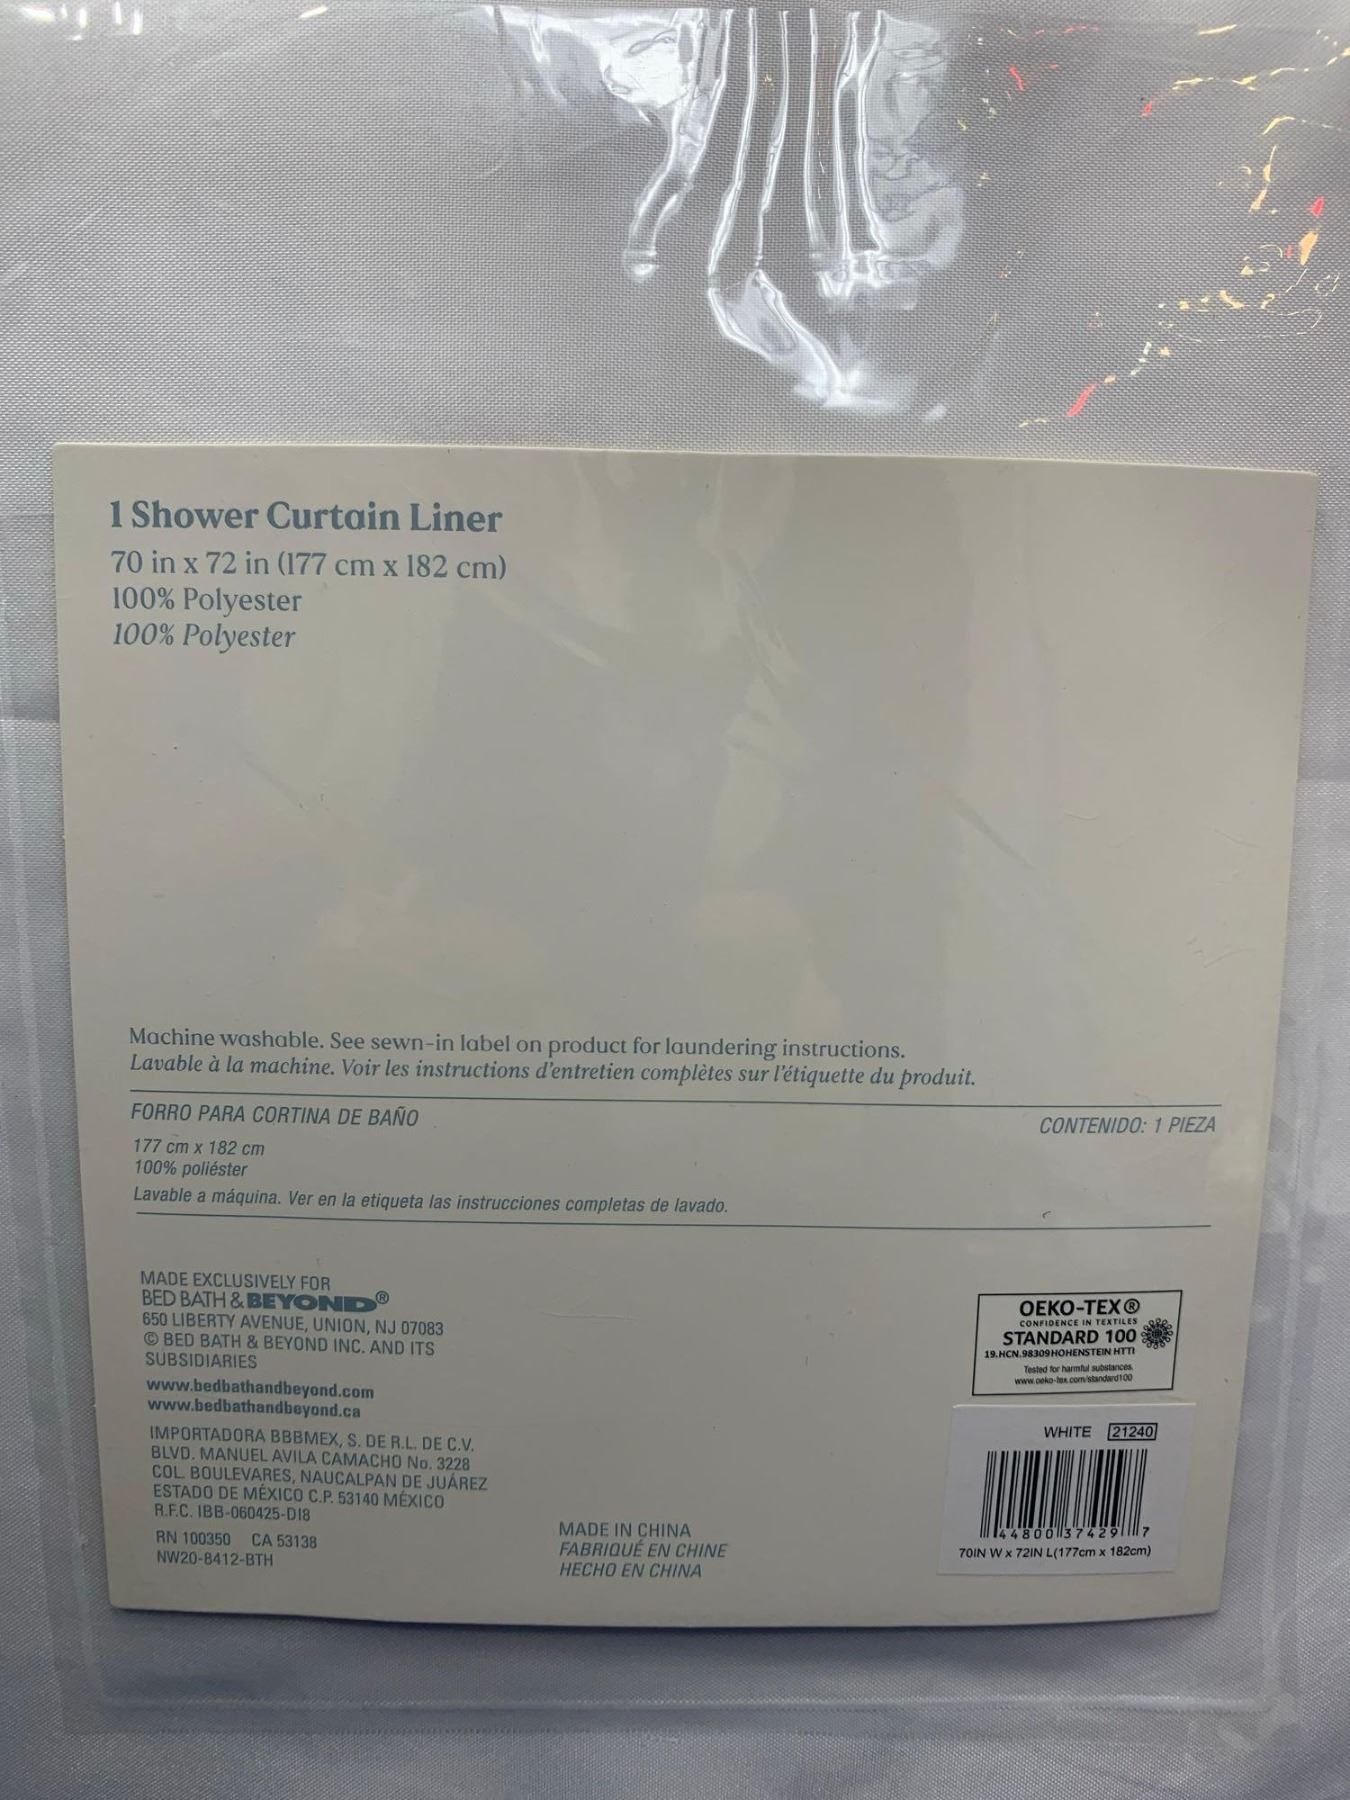 1 Shower Curtain Liner
70 in x 72 in (177 cm x 182 cm)
100% Polyester
100% Polyester
Machine washable. See sewn-in label on product for laundering instructions.
Lavable à la machine. Voir les instructions d'entretien complètes sur l'étiquette du produit.
FORRO PARA CORTINA DE BAÑO
CONTENIDO: 1 PIEZA
177 cm x 182 cm
100% poliéster
Lavable a máquina. Ver en la etiqueta las instrucciones completas de lavado.
MADE EXCLUSIVELY FOR
BED BATH & BEYOND®
650 LIBERTY AVENUE, UNION, NJ 07083
© BED BATH & BEYOND INC. AND ITS
SUBSIDIARIES
www.bedbathandbeyond.com
www.bedbathandbeyond.ca
IMPORTADORA BBBMEX, S. DE R.L. DE C.V.
BLVD. MANUEL AVILA CAMACHO No. 3228
COL. BOULEVARES, NAUCALPAN DE JUÁREZ
ESTADO DE MÉXICO C.P. 53140 MÉXICO
R.F.C. IBB-060425-DI8
RN 100350 CA 53138
NW20-8412-BTH
MADE IN CHINA
FABRIQUÉ EN CHINE
HECHO EN CHINA
OEKO-TEX®
CONFIDENCE IN TEXTILES
STANDARD 100
19.HCN.98309 HOHENSTEIN HTTI
Tested for harmful substances.
www.oeko-tex.com/standard100
WHITE 21240
44800 37429 7
70IN W x 72IN L(177cm x 182cm)